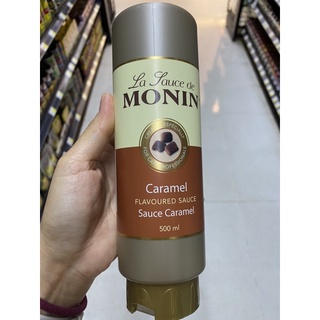 La Sauce de
MONIN
Caramel
FLAVOURED SAUCE
Sauce Caramel
500 ml